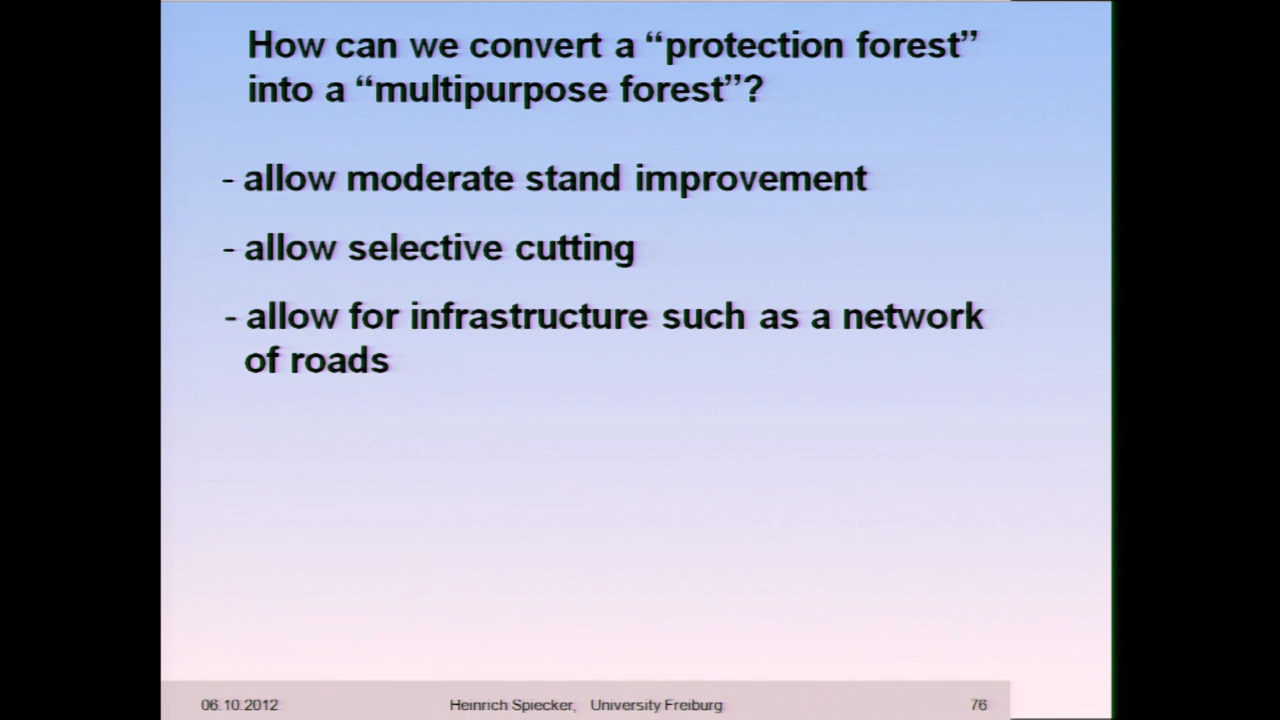 How can we convert a “protection forest”
into a “multipurpose forest”?
- allow moderate stand improvement
- allow selective cutting
- allow for infrastructure such as a network
of roads
06.10.2012 Heinrich Spiecker, University Freiburg 76